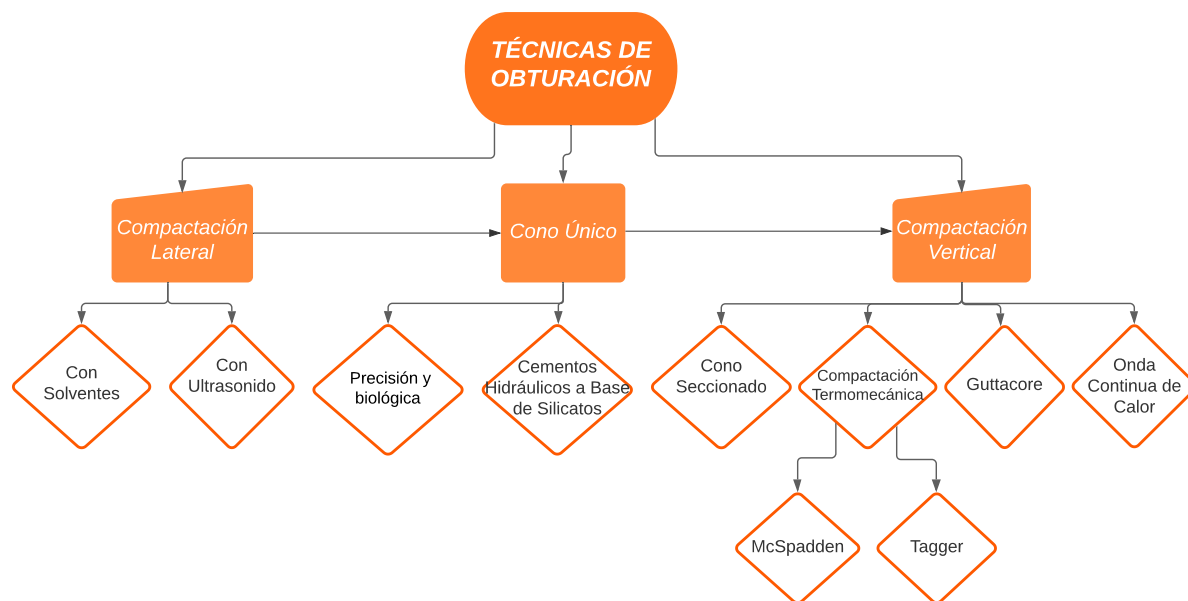 TÉCNICAS DE
OBTURACIÓN
Compactación
Lateral
Cono Único
Compactación
Vertical
Con
Solventes
Con
Ultrasonido
Precisión y
biológica
Cementos
Hidráulicos a Base
de Silicatos
Cono
Seccionado
Compactación
Termomecánica
Guttacore
Onda
Continua de
Calor
McSpadden
Tagger